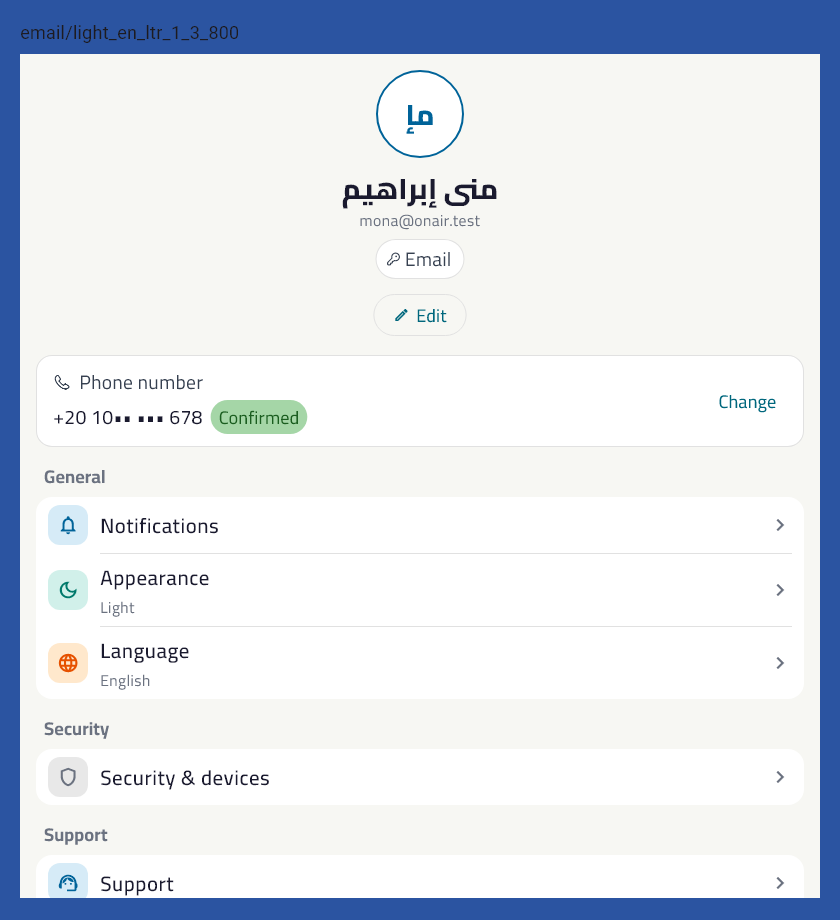 email/light_en_ltr_1_3_800
مإ
منى إبراهيم
mona@onair.test
Email
Edit
Phone number
+20 10•• ••• 678 Confirmed
Change
General
Notifications
Appearance
Light
Language
English
Security
Security & devices
Support
Support